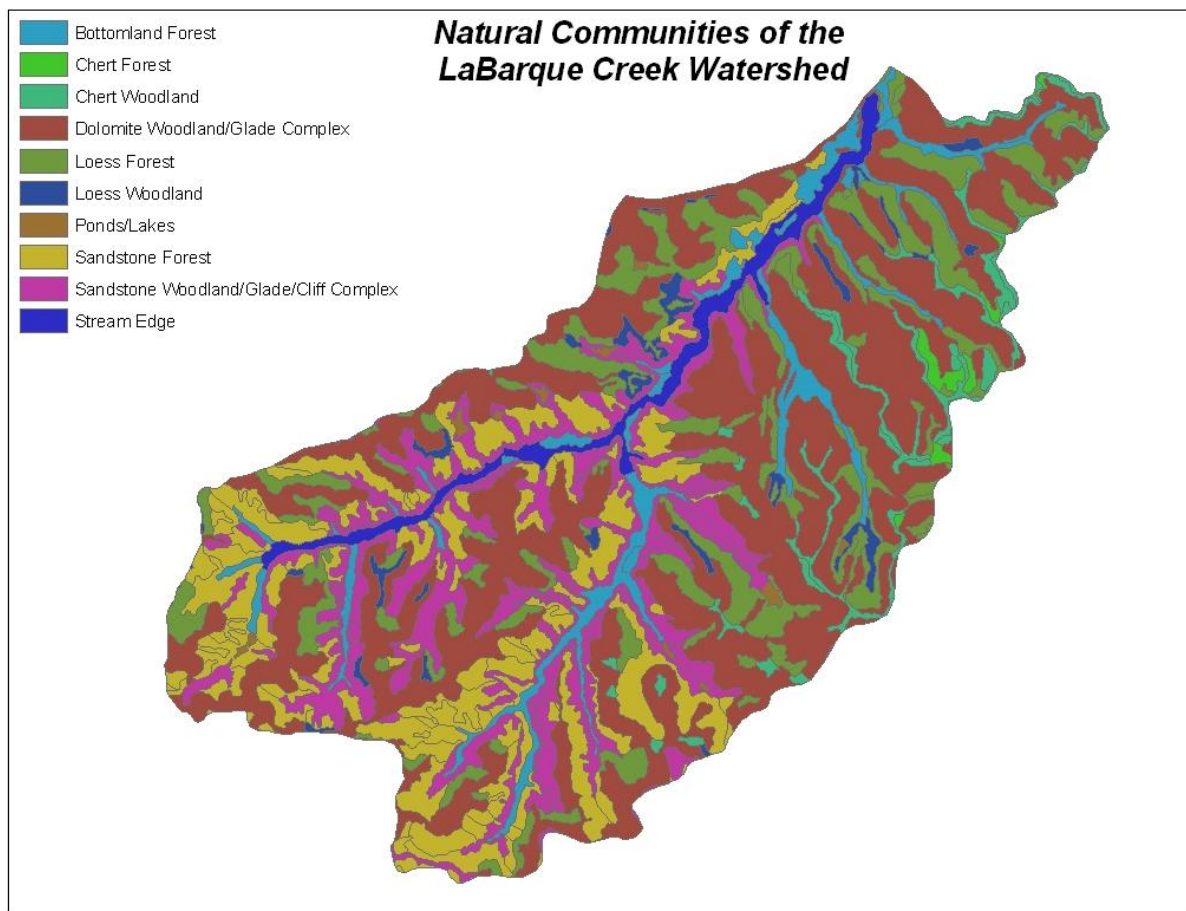 Natural Communities of the
LaBarque Creek Watershed
Bottomland Forest
Chert Forest
Chert Woodland
Dolomite Woodland/Glade Complex
Loess Forest
Loess Woodland
Ponds/Lakes
Sandstone Forest
Sandstone Woodland/Glade/Cliff Complex
Stream Edge